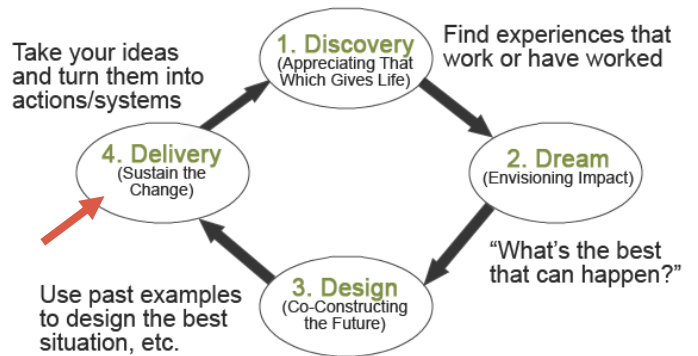 1. Discovery
(Appreciating That
Which Gives Life)
Find experiences that
work or have worked
2. Dream
(Envisioning Impact)
“What’s the best
that can happen?”
3. Design
(Co-Constructing
the Future)
Use past examples
to design the best
situation, etc.
4. Delivery
(Sustain the
Change)
Take your ideas
and turn them into
actions/systems